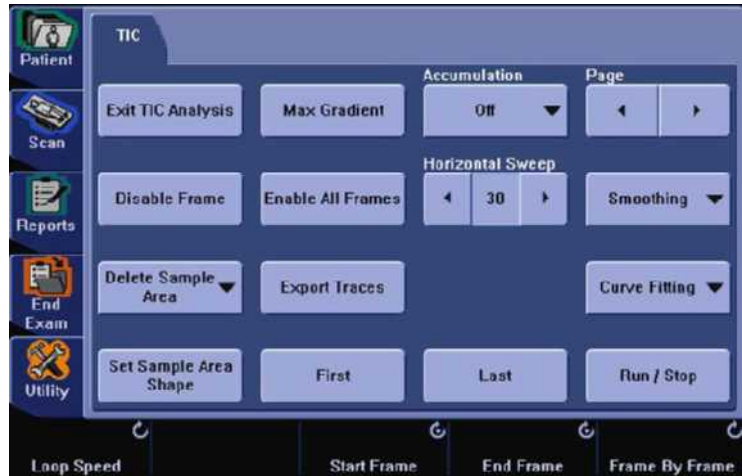 TIC
Patient
Accumulation
Page
Exit TIC Analysis
Max Gradient
Off
Scan
Horizontal Sweep
Disable Frame
Enable All Frames
30
Smoothing
Reports
Delete Sample
Area
Export Traces
Curve Fitting
End
Exam
Set Sample Area
Shape
First
Last
Run / Stop
Utility
Loop Speed
Start Frame
End Frame
Frame By Frame